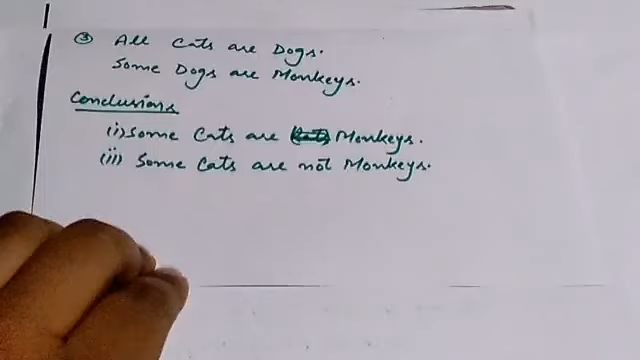 ③ All Cats are Dogs.
Some Dogs are Monkeys.
Conclusions
(i) Some Cats are Monkeys.
(ii) Some Cats are not Monkeys.